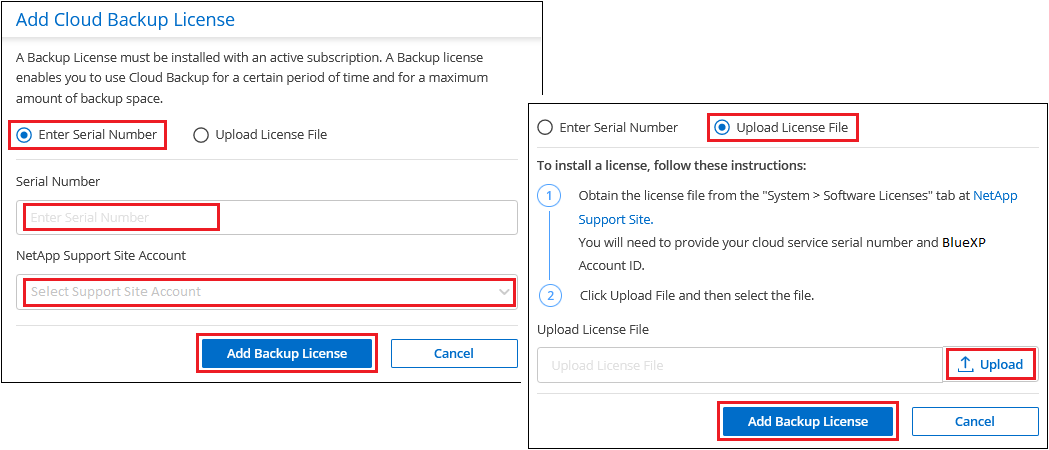 Add Cloud Backup License
A Backup License must be installed with an active subscription. A Backup license
enables you to use Cloud Backup for a certain period of time and for a maximum
amount of backup space.
Enter Serial Number
Upload License File
Serial Number
Enter Serial Number
NetApp Support Site Account
Select Support Site Account
Add Backup License
Cancel
Enter Serial Number
Upload License File
To install a license, follow these instructions:
1
Obtain the license file from the "System > Software Licenses" tab at NetApp
Support Site.
You will need to provide your cloud service serial number and BlueXP
Account ID.
2
Click Upload File and then select the file.
Upload License File
Upload License File
Upload
Add Backup License
Cancel